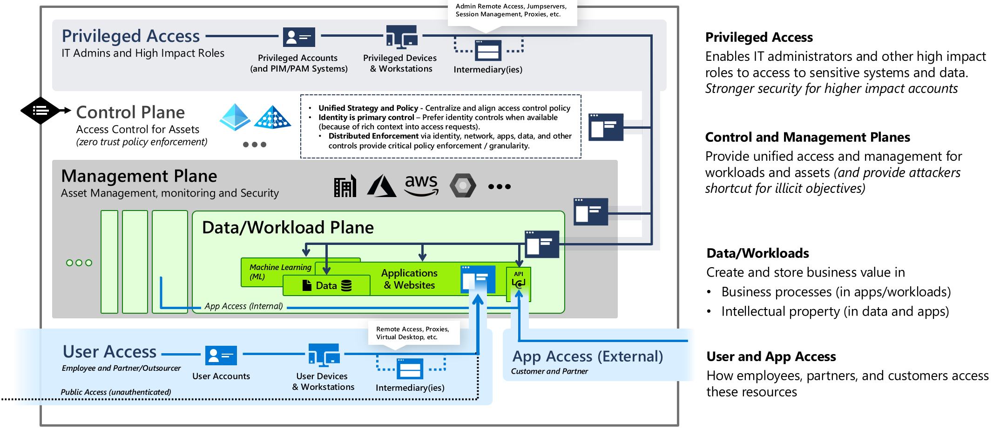 Admin Remote Access, Jumpservers,
Session Management, Proxies, etc.
Privileged Access
IT Admins and High Impact Roles
Privileged Accounts
(and PIM/PAM Systems)
Privileged Devices
& Workstations
Intermediary(ies)
Control Plane
Access Control for Assets
(zero trust policy enforcement)
• Unified Strategy and Policy - Centralize and align access control policy
• Identity is primary control – Prefer identity controls when available
(because of rich context into access requests).
• Distributed Enforcement via identity, network, apps, data, and other
controls provide critical policy enforcement / granularity.
Management Plane
Asset Management, monitoring and Security
aws
Data/Workload Plane
Machine Learning
(ML)
Data
Applications
& Websites
API
App Access (Internal)
Remote Access, Proxies,
Virtual Desktop, etc.
User Access
Employee and Partner/Outsourcer
User Accounts
User Devices
& Workstations
Intermediary(ies)
Public Access (unauthenticated)
App Access (External)
Customer and Partner
Privileged Access
Enables IT administrators and other high impact
roles to access to sensitive systems and data.
Stronger security for higher impact accounts
Control and Management Planes
Provide unified access and management for
workloads and assets (and provide attackers
shortcut for illicit objectives)
Data/Workloads
Create and store business value in
• Business processes (in apps/workloads)
• Intellectual property (in data and apps)
User and App Access
How employees, partners, and customers access
these resources